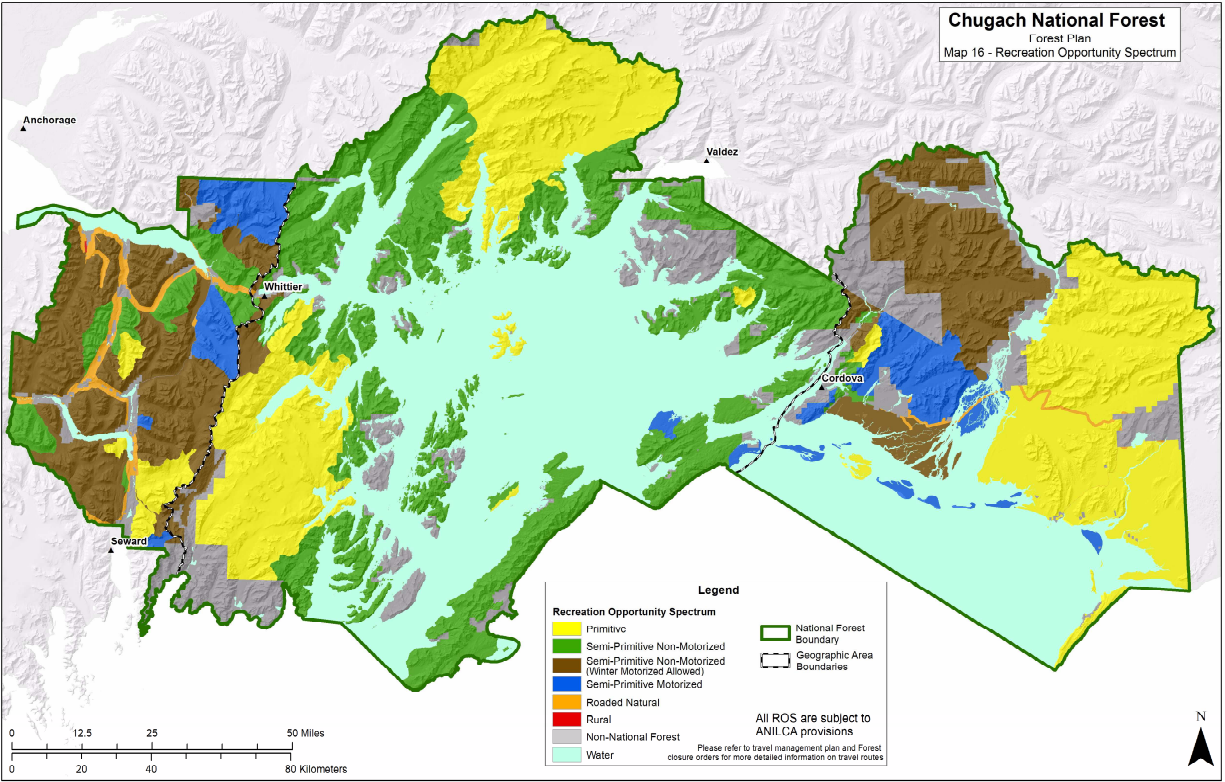 Chugach National Forest
Forest Plan
Map 16 - Recreation Opportunity Spectrum
Anchorage
Valdez
Whittier
Cordova
Seward
Legend
Recreation Opportunity Spectrum
Primitive
Semi-Primitive Non-Motorized
Semi-Primitive Non-Motorized
(Winter Motorized Allowed)
Semi-Primitive Motorized
Roaded Natural
Rural
Non-National Forest
Water
National Forest
Boundary
Geographic Area
Boundaries
All ROS are subject to
ANILCA provisions
Please refer to travel management plan and Forest
closure orders for more detailed information on travel routes
0 12.5 25 50 Miles
0 20 40 80 Kilometers
N